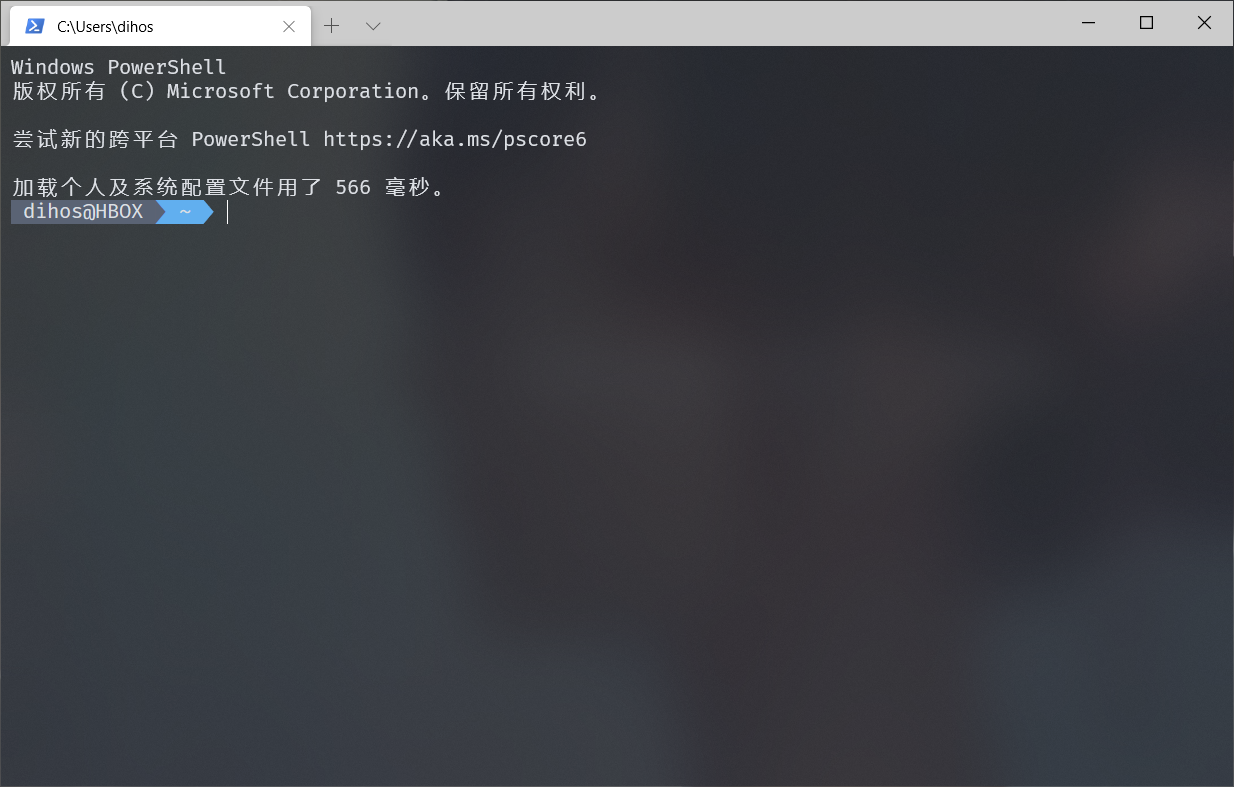 C:\Users\dihos
Windows PowerShell
版权所有（C）Microsoft Corporation。保留所有权利。
尝试新的跨平台 PowerShell https://aka.ms/pscore6
加载个人及系统配置文件用了 566 毫秒。
dihos@HBOX ~